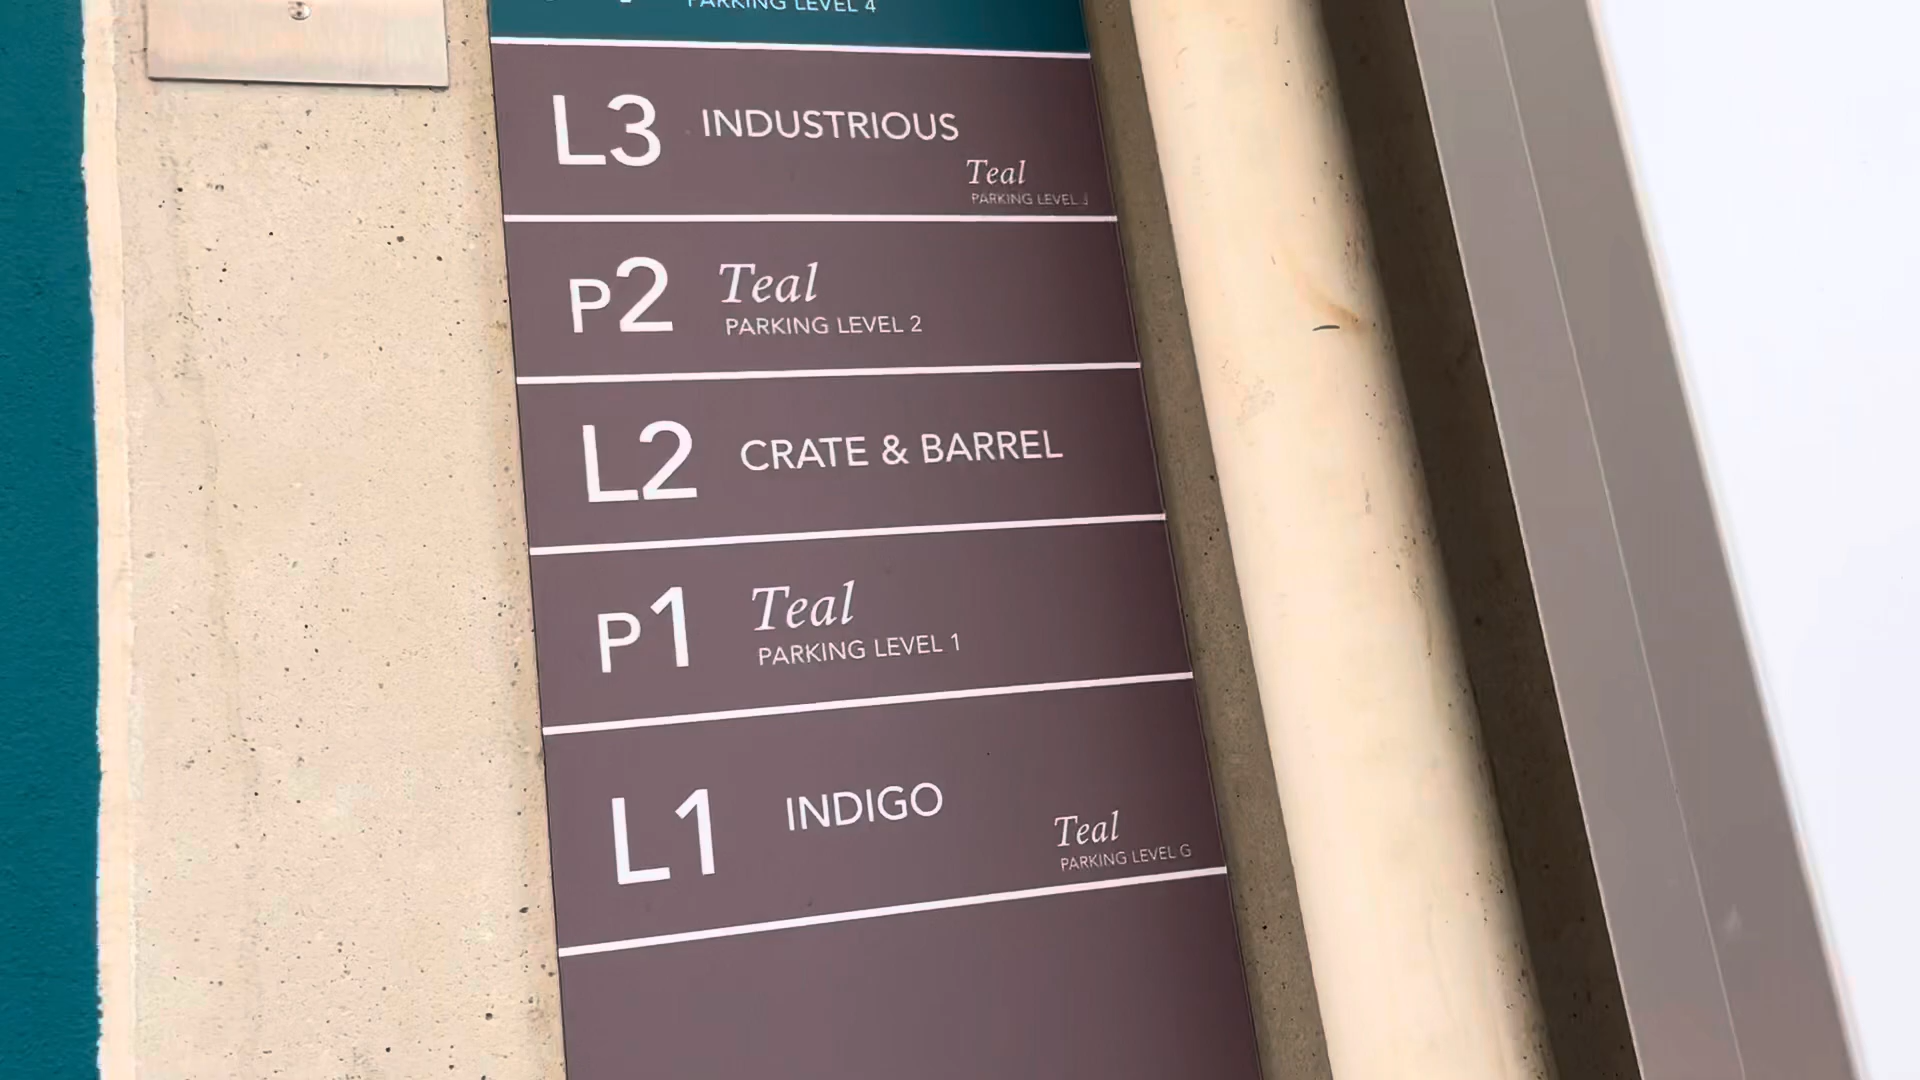 PARKING LEVEL 4
L3 INDUSTRIOUS
Teal
PARKING LEVEL
P2 Teal
PARKING LEVEL 2
L2 CRATE & BARREL
P1 Teal
PARKING LEVEL 1
L1 INDIGO
Teal
PARKING LEVEL G